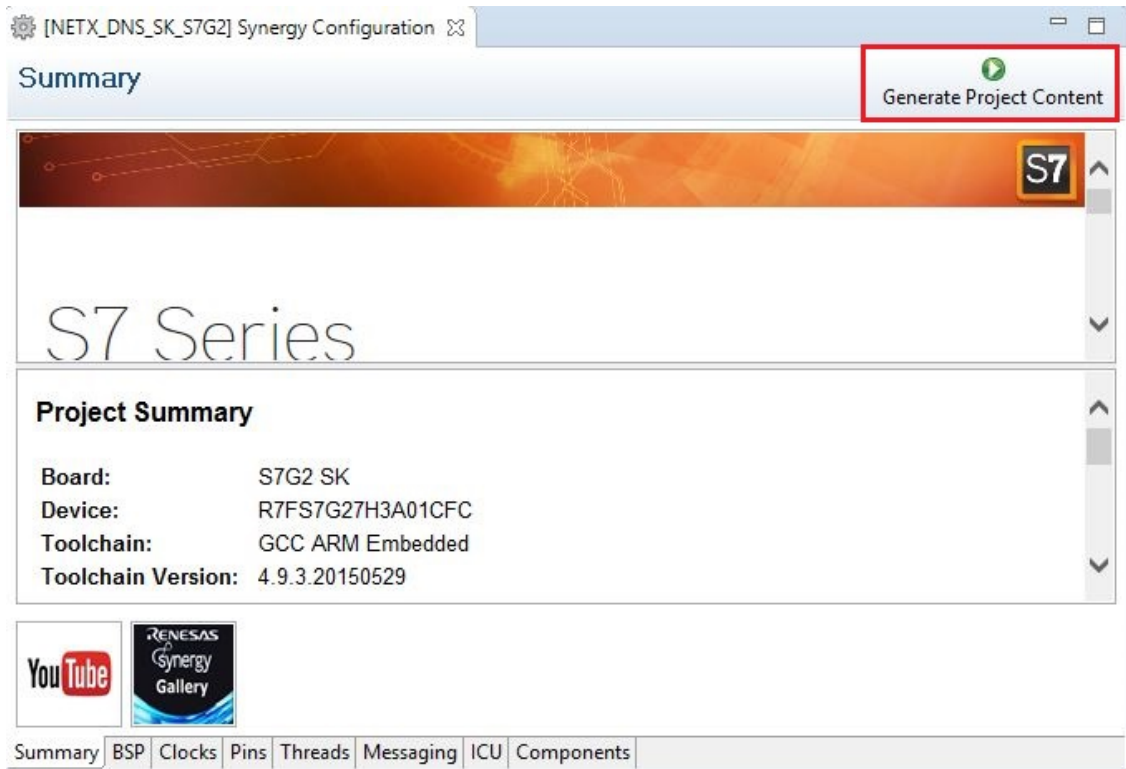 [NETX_DNS_SK_S7G2] Synergy Configuration
Summary
Generate Project Content
S7
S7 Series
Project Summary
Board: S7G2 SK
Device: R7FS7G27H3A01CFC
Toolchain: GCC ARM Embedded
Toolchain Version: 4.9.3.20150529
YouTube
RENESAS
Synergy
Gallery
Summary BSP Clocks Pins Threads Messaging ICU Components